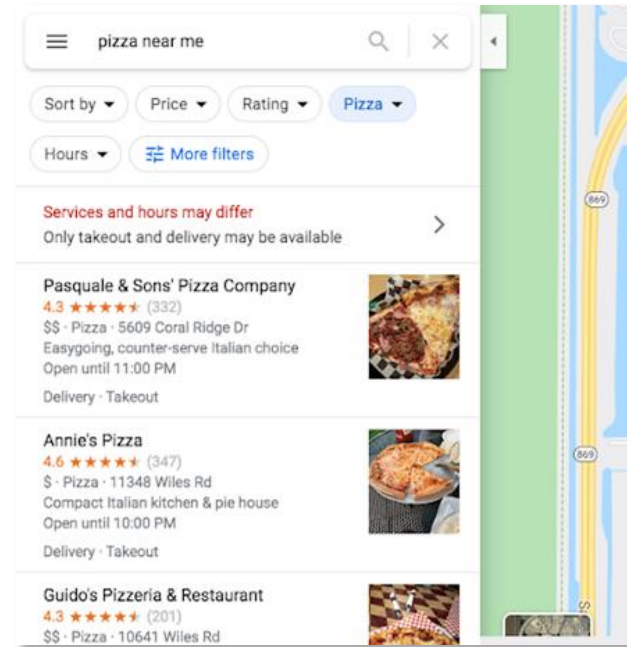 pizza near me
Sort by
Price
Rating
Pizza
Hours
More filters
Services and hours may differ
Only takeout and delivery may be available
Pasquale & Sons' Pizza Company
4.3 (332)
$$ · Pizza · 5609 Coral Ridge Dr
Easygoing, counter-serve Italian choice
Open until 11:00 PM
Delivery · Takeout
Annie's Pizza
4.6 (347)
$ · Pizza · 11348 Wiles Rd
Compact Italian kitchen & pie house
Open until 10:00 PM
Delivery · Takeout
Guido's Pizzeria & Restaurant
4.3 (201)
$$ · Pizza · 10641 Wiles Rd
869
869